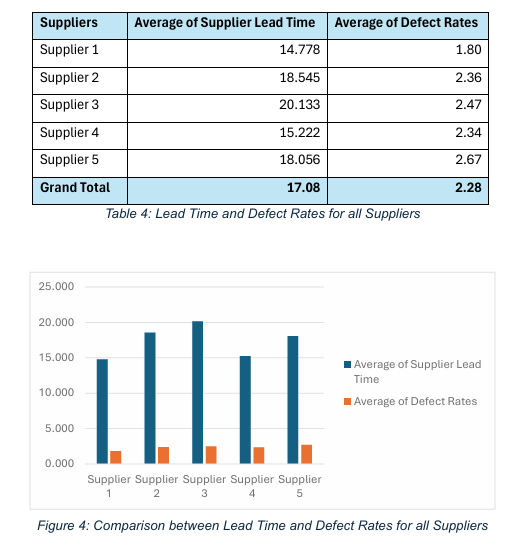 Suppliers Average of Supplier Lead Time Average of Defect Rates
Supplier 1 14.778 1.80
Supplier 2 18.545 2.36
Supplier 3 20.133 2.47
Supplier 4 15.222 2.34
Supplier 5 18.056 2.67
Grand Total 17.08 2.28
Table 4: Lead Time and Defect Rates for all Suppliers
25.000
20.000
15.000
10.000
5.000
0.000
Supplier Supplier Supplier Supplier Supplier
1 2 3 4 5
Average of Supplier Lead
Time
Average of Defect Rates
Figure 4: Comparison between Lead Time and Defect Rates for all Suppliers